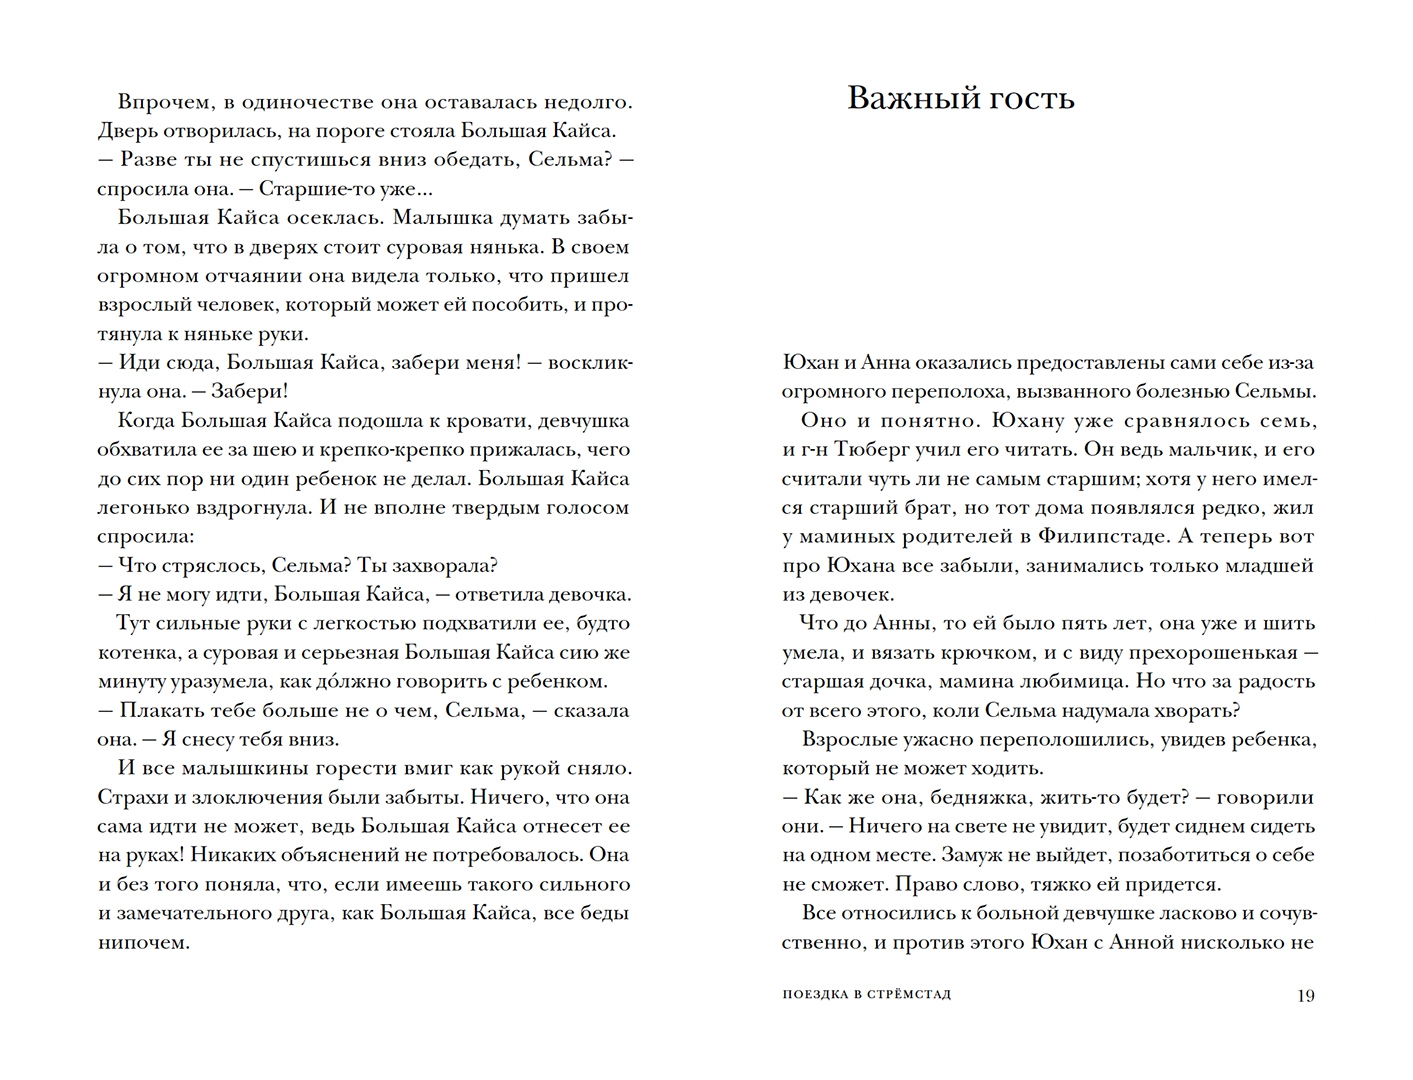 Впрочем, в одиночестве она оставалась недолго.
Дверь отворилась, на пороге стояла Большая Кайса.
— Разве ты не спустишься вниз обедать, Сельма? —
спросила она. — Старшие-то уже...
Большая Кайса осеклась. Малышка думать забы-
ла о том, что в дверях стоит суровая нянька. В своем
огромном отчаянии она видела только, что пришел
взрослый человек, который может ей пособить, и про-
тянула к няньке руки.
— Иди сюда, Большая Кайса, забери меня! — восклик-
нула она. — Забери!
Когда Большая Кайса подошла к кровати, девчушка
обхватила ее за шею и крепко-крепко прижалась, чего
до сих пор ни один ребенок не делал. Большая Кайса
легонько вздрогнула. И не вполне твердым голосом
спросила:
— Что стряслось, Сельма? Ты захворала?
— Я не могу идти, Большая Кайса, — ответила девочка.
Тут сильные руки с легкостью подхватили ее, будто
котенка, а суровая и серьезная Большая Кайса сию же
минуту уразумела, как до́лжно говорить с ребенком.
— Плакать тебе больше не о чем, Сельма, — сказала
она. — Я снесу тебя вниз.
И все малышкины горести вмиг как рукой сняло.
Страхи и злоключения были забыты. Ничего, что она
сама идти не может, ведь Большая Кайса отнесет ее
на руках! Никаких объяснений не потребовалось. Она
и без того поняла, что, если имеешь такого сильного
и замечательного друга, как Большая Кайса, все беды
нипочем.
Важный гость
Юхан и Анна оказались предоставлены сами себе из-за
огромного переполоха, вызванного болезнью Сельмы.
Оно и понятно. Юхану уже сравнялось семь,
и г-н Тюберг учил его читать. Он ведь мальчик, и его
считали чуть ли не самым старшим; хотя у него имел-
ся старший брат, но тот дома появлялся редко, жил
у маминых родителей в Филипстаде. А теперь вот
про Юхана все забыли, занимались только младшей
из девочек.
Что до Анны, то ей было пять лет, она уже и шить
умела, и вязать крючком, и с виду прехорошенькая —
старшая дочка, мамина любимица. Но что за радость
от всего этого, коли Сельма надумала хворать?
Взрослые ужасно переполошились, увидев ребенка,
который не может ходить.
— Как же она, бедняжка, жить-то будет? — говорили
они. — Ничего на свете не увидит, будет сиднем сидеть
на одном месте. Замуж не выйдет, позаботиться о себе
не сможет. Право слово, тяжко ей придется.
Все относились к больной девчушке ласково и сочув-
ственно, и против этого Юхан с Анной нисколько не
ПОЕЗДКА В СТРЁМСТАД
19